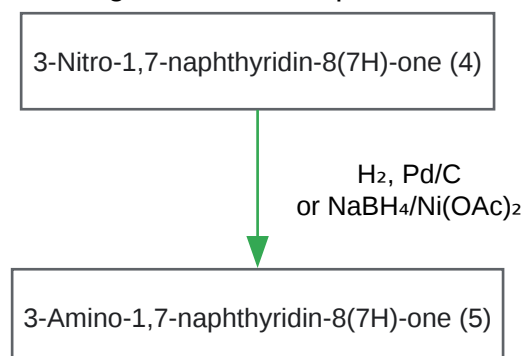 3-Nitro-1,7-naphthyridin-8(7H)-one (4)
H₂, Pd/C
or NaBH₄/Ni(OAc)₂
3-Amino-1,7-naphthyridin-8(7H)-one (5)